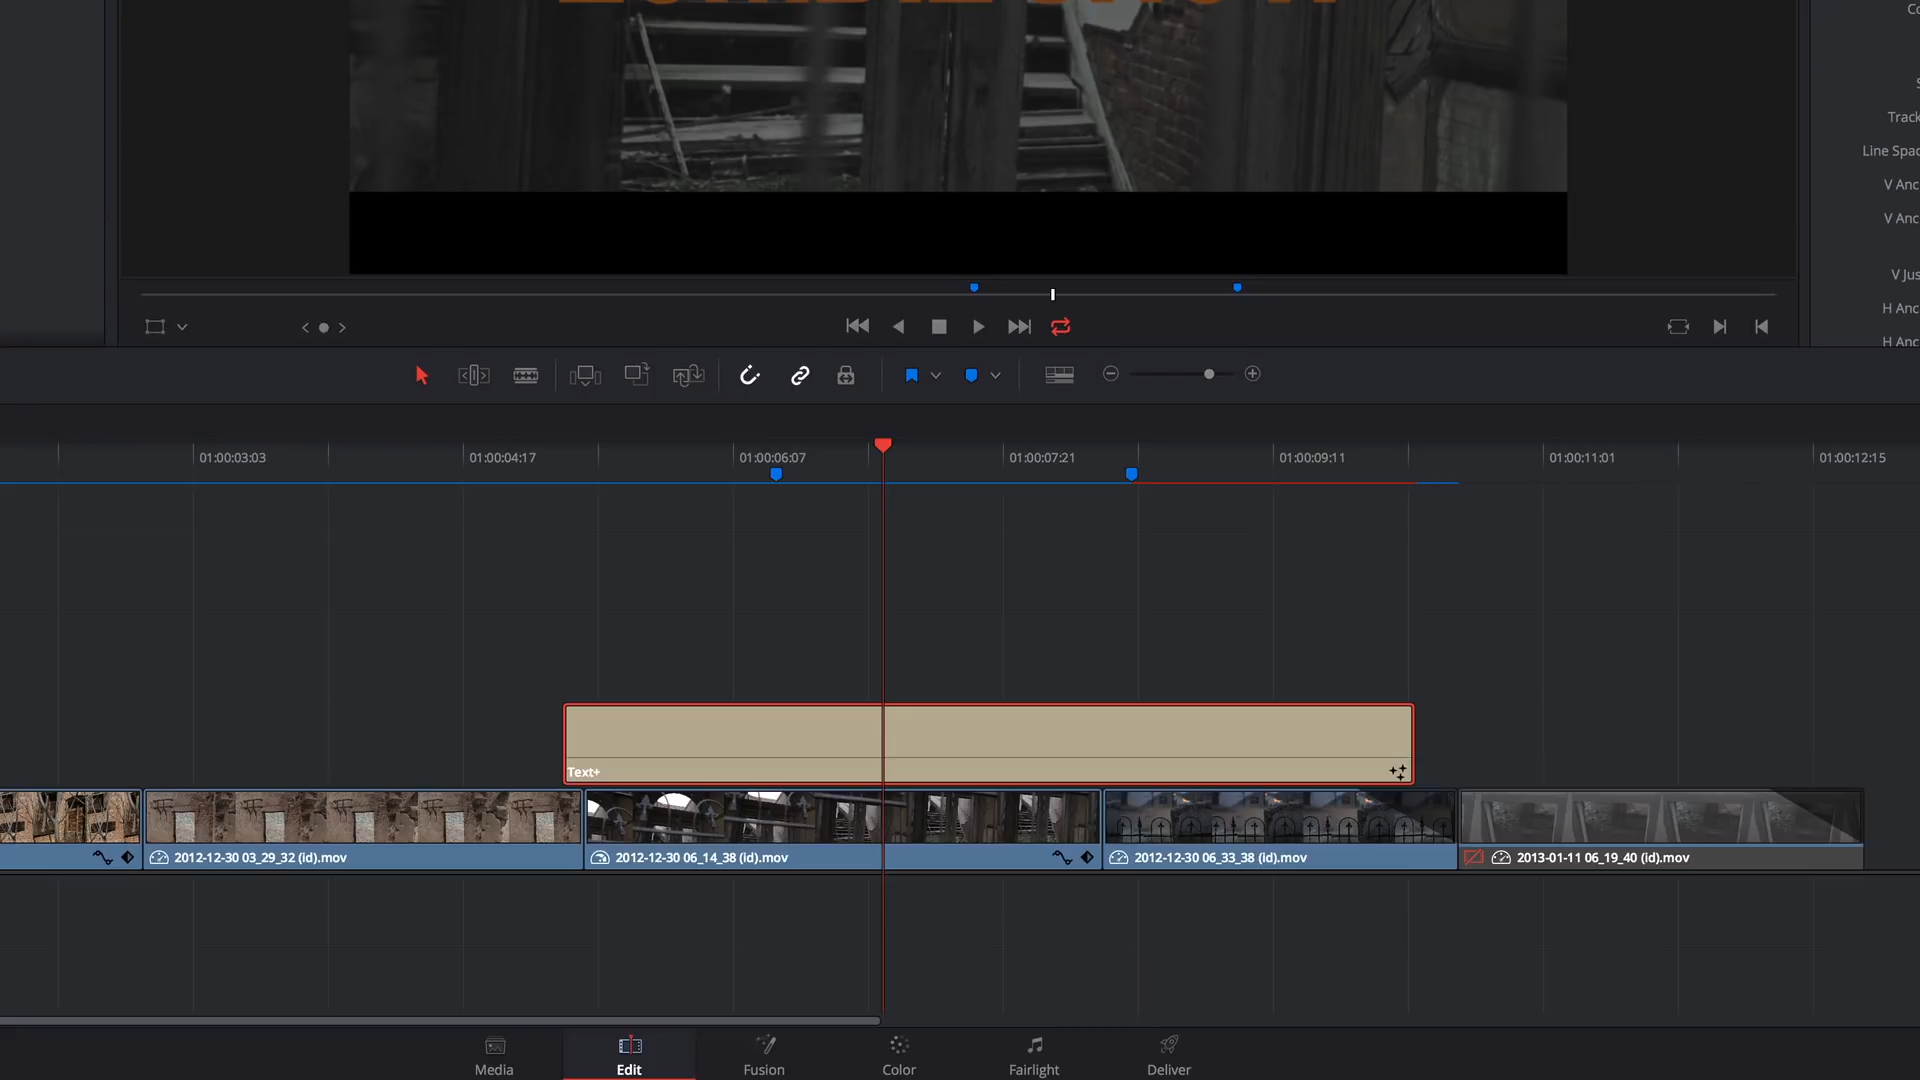 Track
Line Spac
V Anc
V Anc
V Jus
H Anc
H Anc
01:00:03:03
01:00:04:17
01:00:06:07
01:00:07:21
01:00:09:11
01:00:11:01
01:00:12:15
Text+
2012-12-30 03_29_32 (id).mov
2012-12-30 06_14_38 (id).mov
2012-12-30 06_33_38 (id).mov
2013-01-11 06_19_40 (id).mov
Media
Edit
Fusion
Color
Fairlight
Deliver